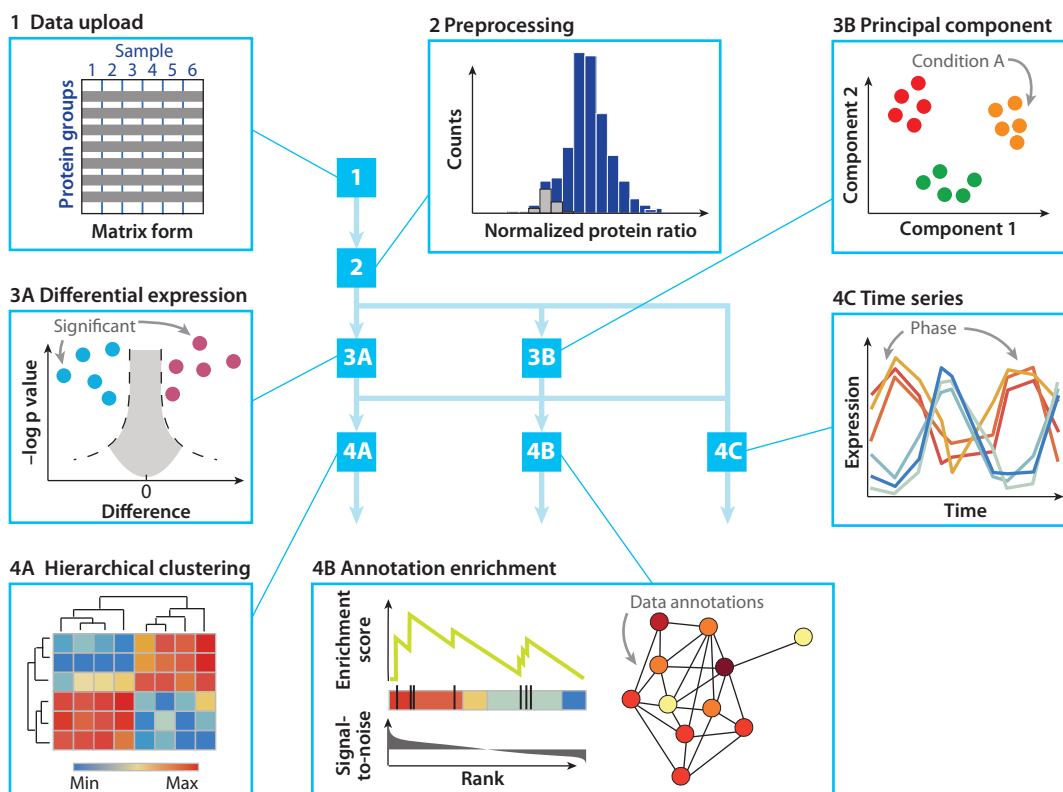 1 Data upload
Sample
1 2 3 4 5 6
Protein groups
Matrix form
2 Preprocessing
Counts
Normalized protein ratio
3B Principal component
Condition A
Component 2
Component 1
1
2
3A
3B
4A
4B
4C
3A Differential expression
Significant
–log p value
0
Difference
4C Time series
Phase
Expression
Time
4A Hierarchical clustering
Min
Max
4B Annotation enrichment
Enrichment
score
Signal-
to-noise
Rank
Data annotations